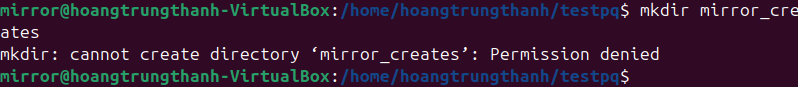 mirror@hoangtrungthanh-VirtualBox:/home/hoangtrungthanh/testpq$ mkdir mirror_cre
ates
mkdir: cannot create directory ‘mirror_creates’: Permission denied
mirror@hoangtrungthanh-VirtualBox:/home/hoangtrungthanh/testpq$